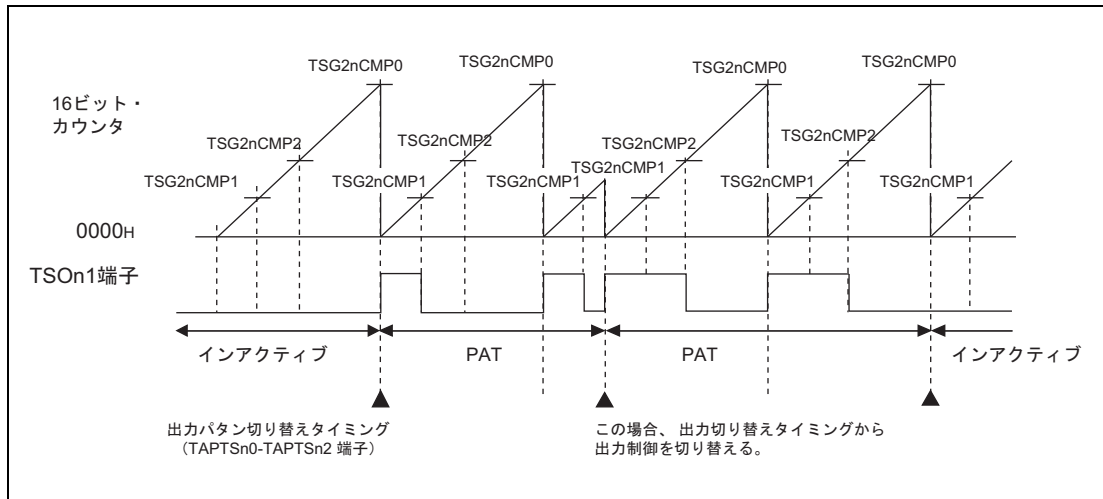 TSG2nCMP0
TSG2nCMP0
TSG2nCMP0
TSG2nCMP0
16ビット・
カウンタ
TSG2nCMP2
TSG2nCMP2
TSG2nCMP2
TSG2nCMP2
TSG2nCMP1
TSG2nCMP1
TSG2nCMP1
TSG2nCMP1
TSG2nCMP1
TSG2nCMP1
0000H
TSOn1端子
インアクティブ
PAT
PAT
インアクティブ
出力パタン切り替えタイミング
（TAPTSn0-TAPTSn2 端子）
この場合、出力切り替えタイミングから
出力制御を切り替える。